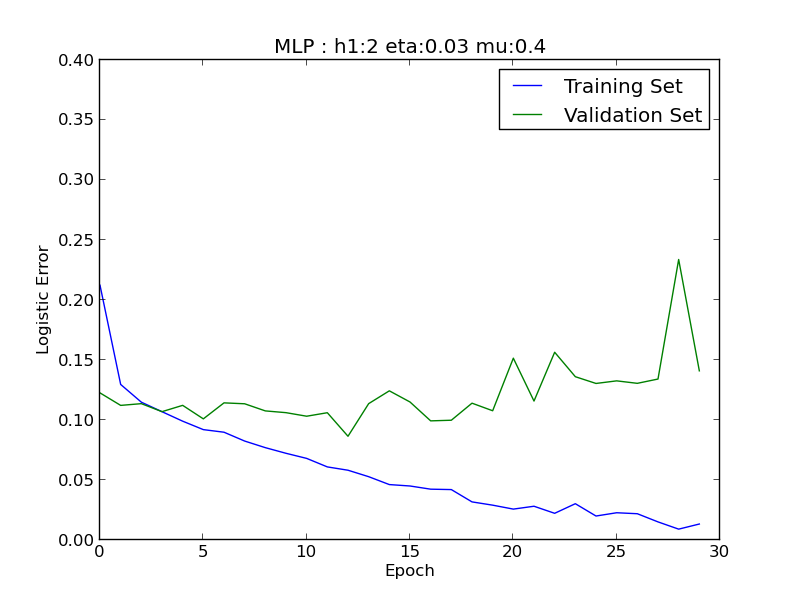 MLP : h1:2 eta:0.03 mu:0.4
0.40
0.35
0.30
0.25
0.20
0.15
0.10
0.05
0.00
Logistic Error
Training Set
Validation Set
0 5 10 15 20 25 30
Epoch